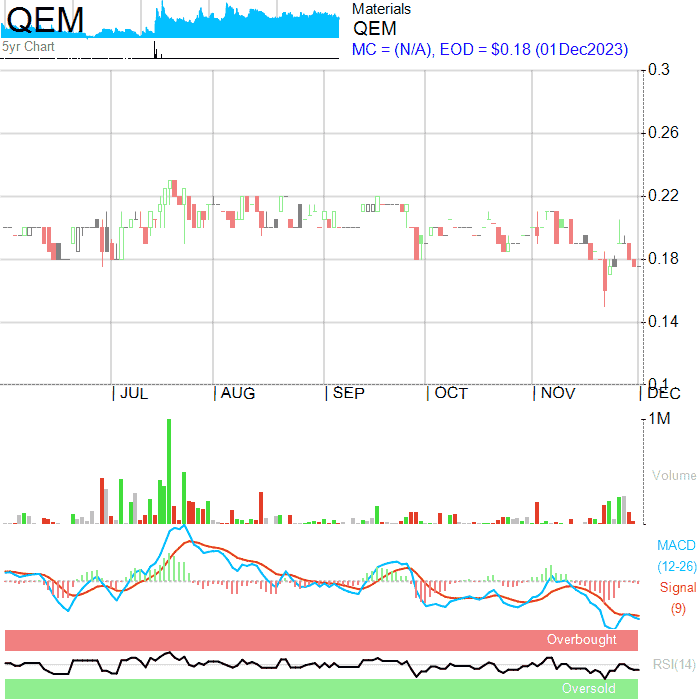 QEM
5yr Chart
Materials
QEM
MC = (N/A), EOD = $0.18 (01Dec2023)
0.3
0.26
0.22
0.18
0.14
0.1
JUL
AUG
SEP
OCT
NOV
DEC
1M
Volume
MACD
(12-26)
Signal
(9)
Overbought
RSI(14)
Oversold